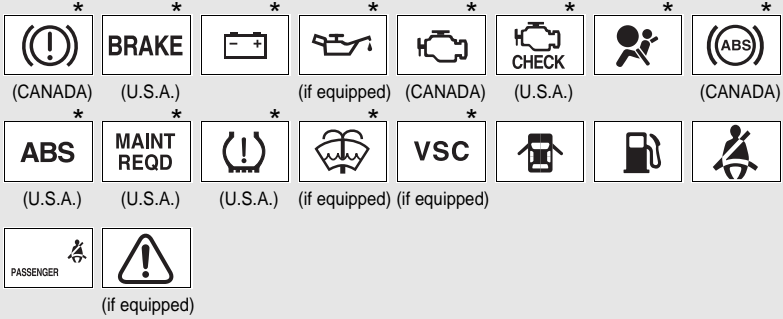 * * * * * * * *
BRAKE - + CHECK ABS
(CANADA) (U.S.A.) (if equipped) (CANADA) (U.S.A.) (CANADA)
* * * * *
ABS MAINT REQD VSC
(U.S.A.) (U.S.A.) (U.S.A.) (if equipped) (if equipped)
PASSENGER
(if equipped)